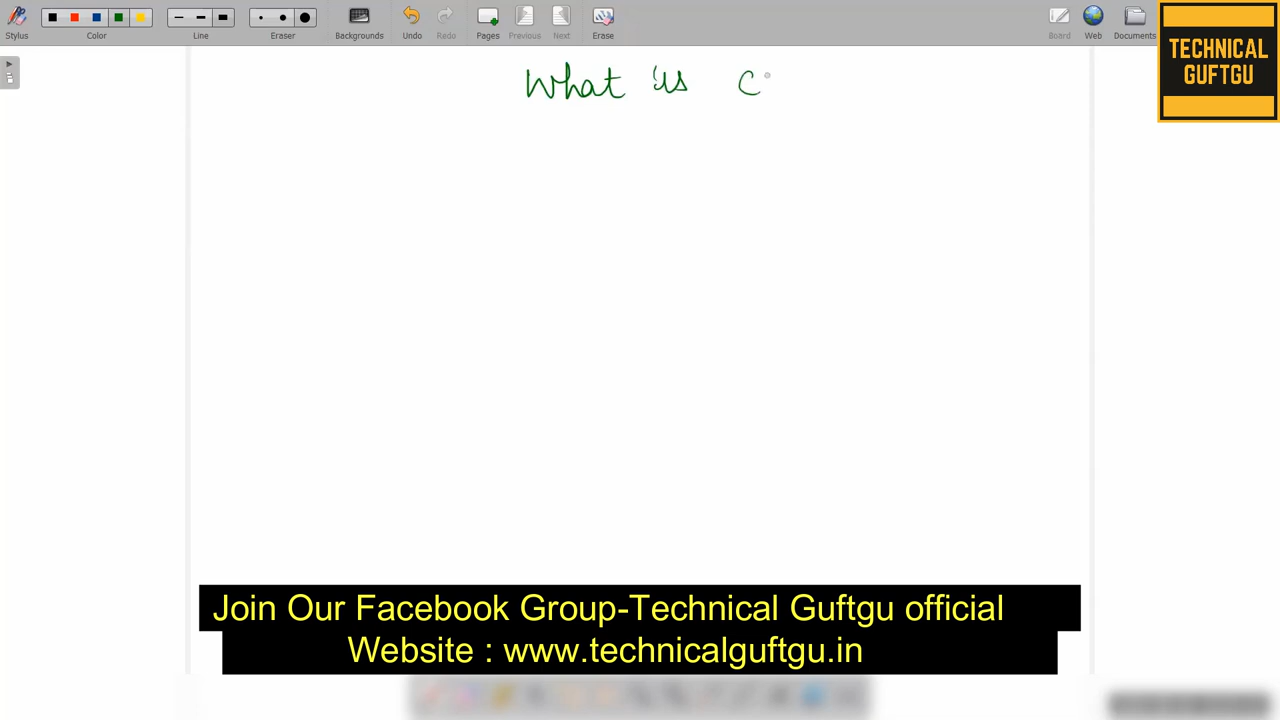 Stylus Color Line Eraser Backgrounds Undo Redo Pages Previous Next Erase Board Web Documents
TECHNICAL
GUFTGU
What is C
Join Our Facebook Group-Technical Guftgu official
Website : www.technicalguftgu.in